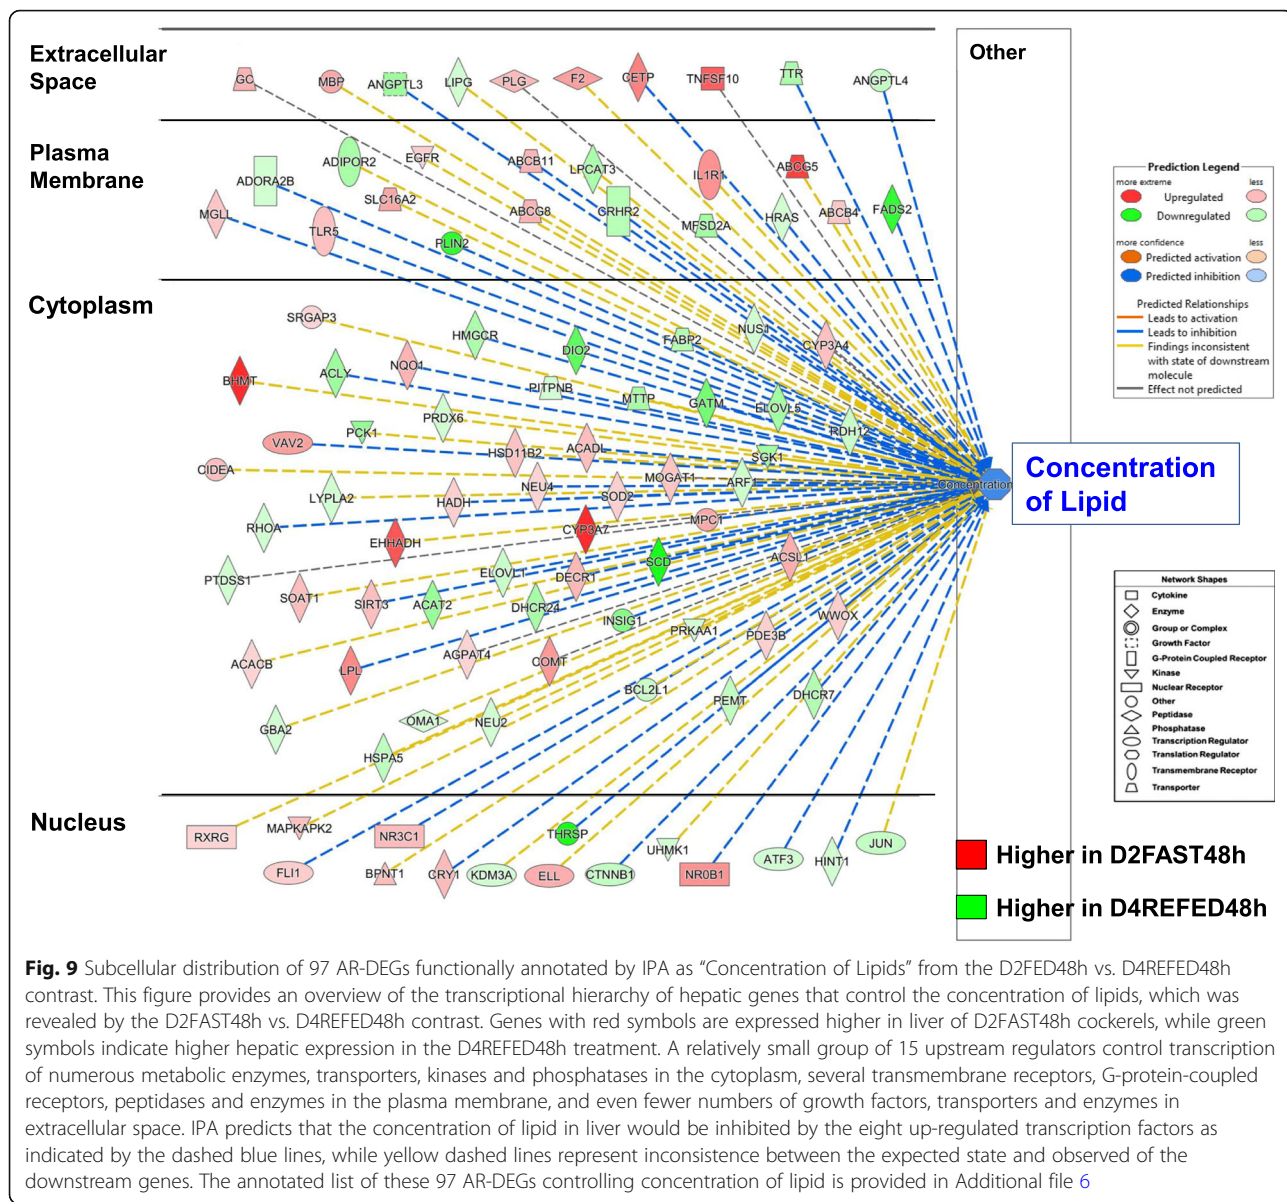 Extracellular
Space
Other
GC
MBP
ANGPTL3
LIPG
PLG
F2
CETP
TNFSF10
TTR
ANGPTL4
Plasma
Membrane
ADORA2B
ADIPOR2
EGFR
ABCB11
LPCAT3
IL1R1
ABCG5
MGLL
TLR5
SLC16A2
PLIN2
ABCG8
CRHR2
MFSD2A
HRAS
ABCB4
FADS2
Prediction Legend
more extreme less
Upregulated
Downregulated
more confidence less
Predicted activation
Predicted inhibition
Predicted Relationships
Leads to activation
Leads to inhibition
Findings inconsistent
with state of downstream
molecule
Effect not predicted
Cytoplasm
SRGAP3
HMGCR
DIO2
FABP2
NUS1
CYP3A4
BHMT
ACLY
NQO1
PITPNB
MTTP
GATM
ELOVL5
RDH12
PCK1
PRDX6
VAV2
HSD11B2
ACADL
SGK1
CIDEA
LYPLA2
HADH
NEU4
SOD2
MOGAT1
ARF1
Concentration
Concentration
of Lipid
RHOA
EHHADH
CYP3A7
MPC1
PTDSS1
SOAT1
SIRT3
ACAT2
ELOVL1
DHCR24
DECR1
SCD
ACSL1
INSIG1
PRKAA1
PDE3B
WWOX
ACACB
LPL
AGPAT4
COMT
BCL2L1
PEMT
DHCR7
GBA2
OMA1
NEU2
HSPA5
Network Shapes
Cytokine
Enzyme
Group or Complex
Growth Factor
G-Protein Coupled Receptor
Kinase
Nuclear Receptor
Other
Peptidase
Phosphatase
Transcription Regulator
Translation Regulator
Transmembrane Receptor
Transporter
Nucleus
RXRG
MAPKAPK2
NR3C1
THRSP
UHMK1
JUN
FLI1
BPNT1
CRY1
KDM3A
ELL
CTNNB1
NR0B1
ATF3
HINT1
Higher in D2FAST48h
Higher in D4REFED48h
Fig. 9 Subcellular distribution of 97 AR-DEGs functionally annotated by IPA as “Concentration of Lipids” from the D2FED48h vs. D4REFED48h
contrast. This figure provides an overview of the transcriptional hierarchy of hepatic genes that control the concentration of lipids, which was
revealed by the D2FAST48h vs. D4REFED48h contrast. Genes with red symbols are expressed higher in liver of D2FAST48h cockerels, while green
symbols indicate higher hepatic expression in the D4REFED48h treatment. A relatively small group of 15 upstream regulators control transcription
of numerous metabolic enzymes, transporters, kinases and phosphatases in the cytoplasm, several transmembrane receptors, G-protein-coupled
receptors, peptidases and enzymes in the plasma membrane, and even fewer numbers of growth factors, transporters and enzymes in
extracellular space. IPA predicts that the concentration of lipid in liver would be inhibited by the eight up-regulated transcription factors as
indicated by the dashed blue lines, while yellow dashed lines represent inconsistence between the expected state and observed of the
downstream genes. The annotated list of these 97 AR-DEGs controlling concentration of lipid is provided in Additional file 6